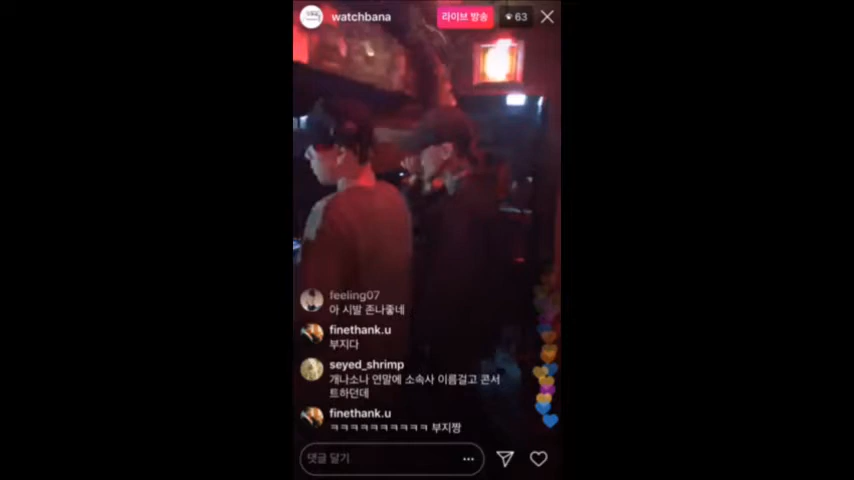 watchbana
라이브 방송
63
feeling07
아 시발 존나좋네
finethank.u
부지다
seyed_shrimp
개나소나 연말에 소속사 이름걸고 콘서
트하던데
finethank.u
ㅋㅋㅋㅋㅋㅋㅋㅋㅋㅋ 부지짱
댓글 달기